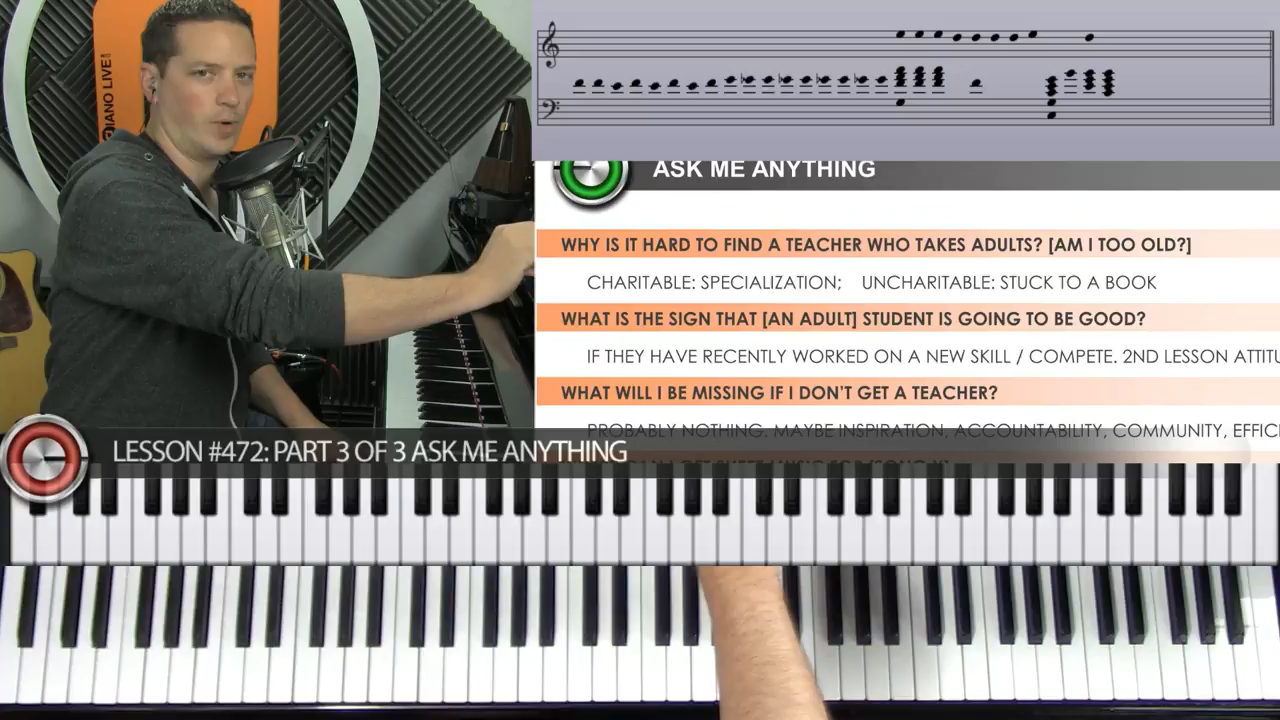 PIANO LIVE!
ASK ME ANYTHING
WHY IS IT HARD TO FIND A TEACHER WHO TAKES ADULTS? [AM I TOO OLD?]
CHARITABLE: SPECIALIZATION; UNCHARITABLE: STUCK TO A BOOK
WHAT IS THE SIGN THAT [AN ADULT] STUDENT IS GOING TO BE GOOD?
IF THEY HAVE RECENTLY WORKED ON A NEW SKILL / COMPETE. 2ND LESSON ATTITU
WHAT WILL I BE MISSING IF I DON'T GET A TEACHER?
PROBABLY NOTHING. MAYBE INSPIRATION, ACCOUNTABILITY, COMMUNITY, EFFICI
LESSON #472: PART 3 OF 3 ASK ME ANYTHING